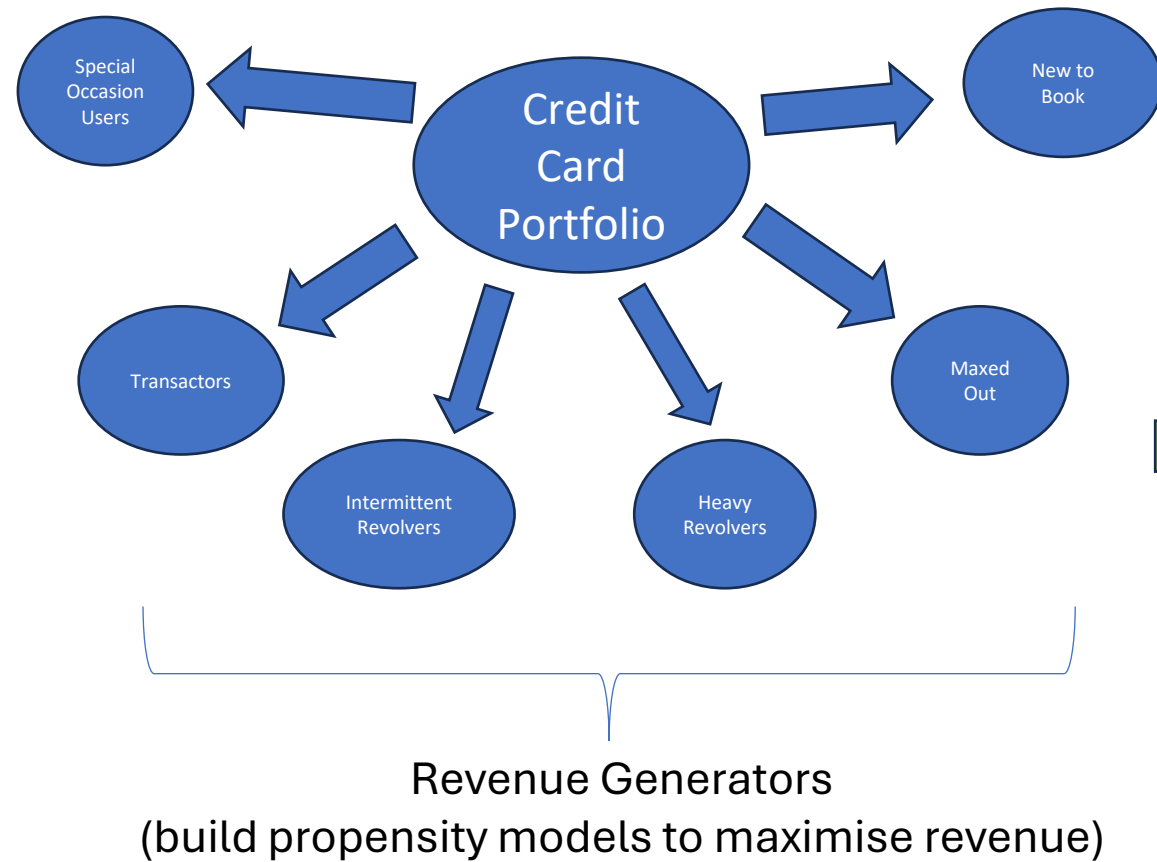 Special
Occasion
Users
Credit
Card
Portfolio
New to
Book
Transactors
Maxed
Out
Intermittent
Revolvers
Heavy
Revolvers
Revenue Generators
(build propensity models to maximise revenue)